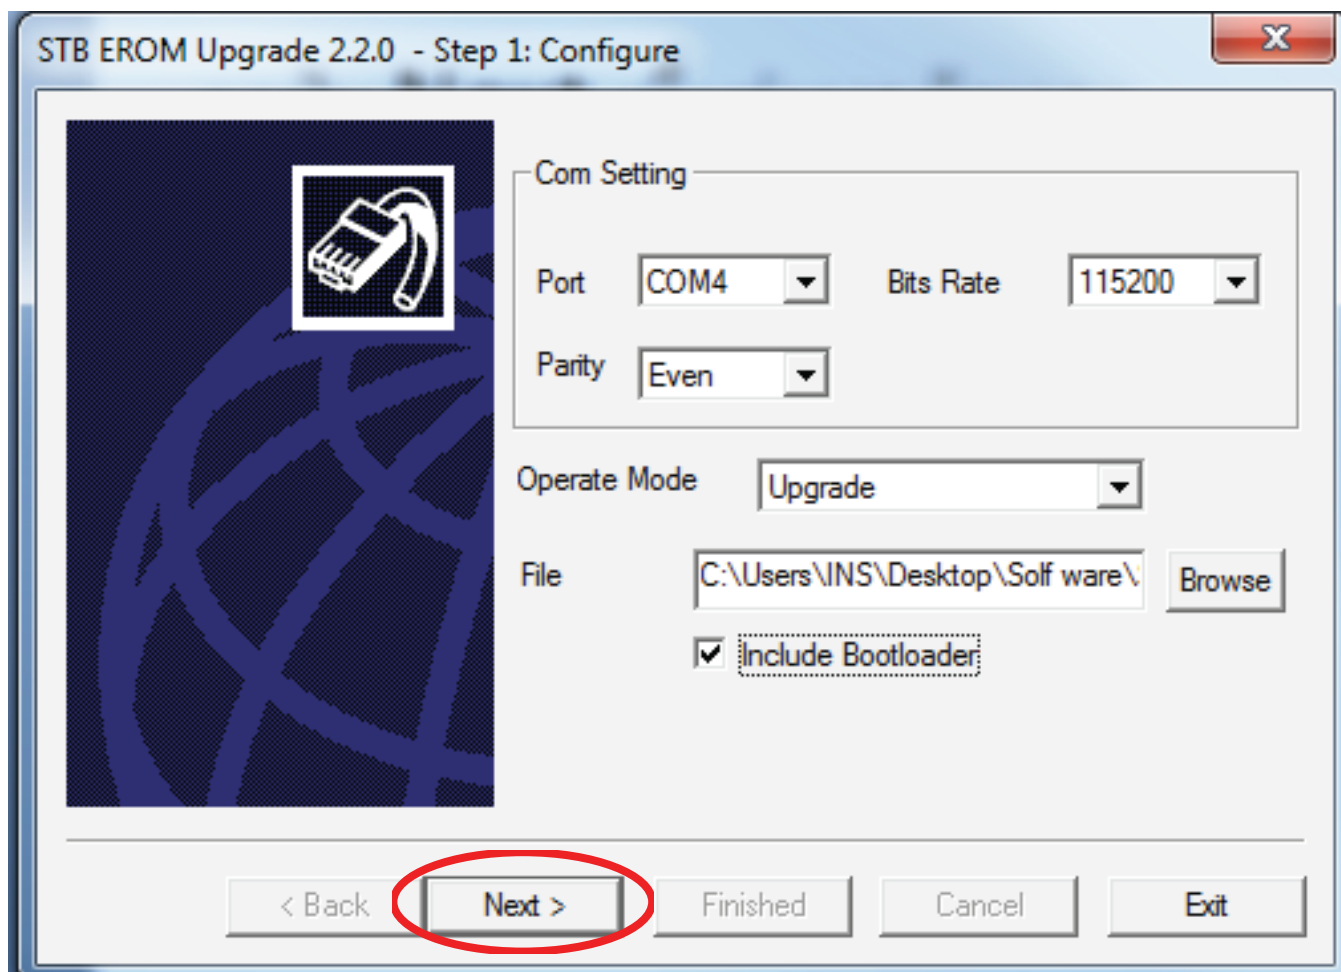 STB EROM Upgrade 2.2.0 - Step 1: Configure
Com Setting
Port COM4 Bits Rate 115200
Parity Even
Operate Mode Upgrade
File C:\Users\INS\Desktop\Solf ware\ Browse
Include Bootloader
< Back Next > Finished Cancel Exit